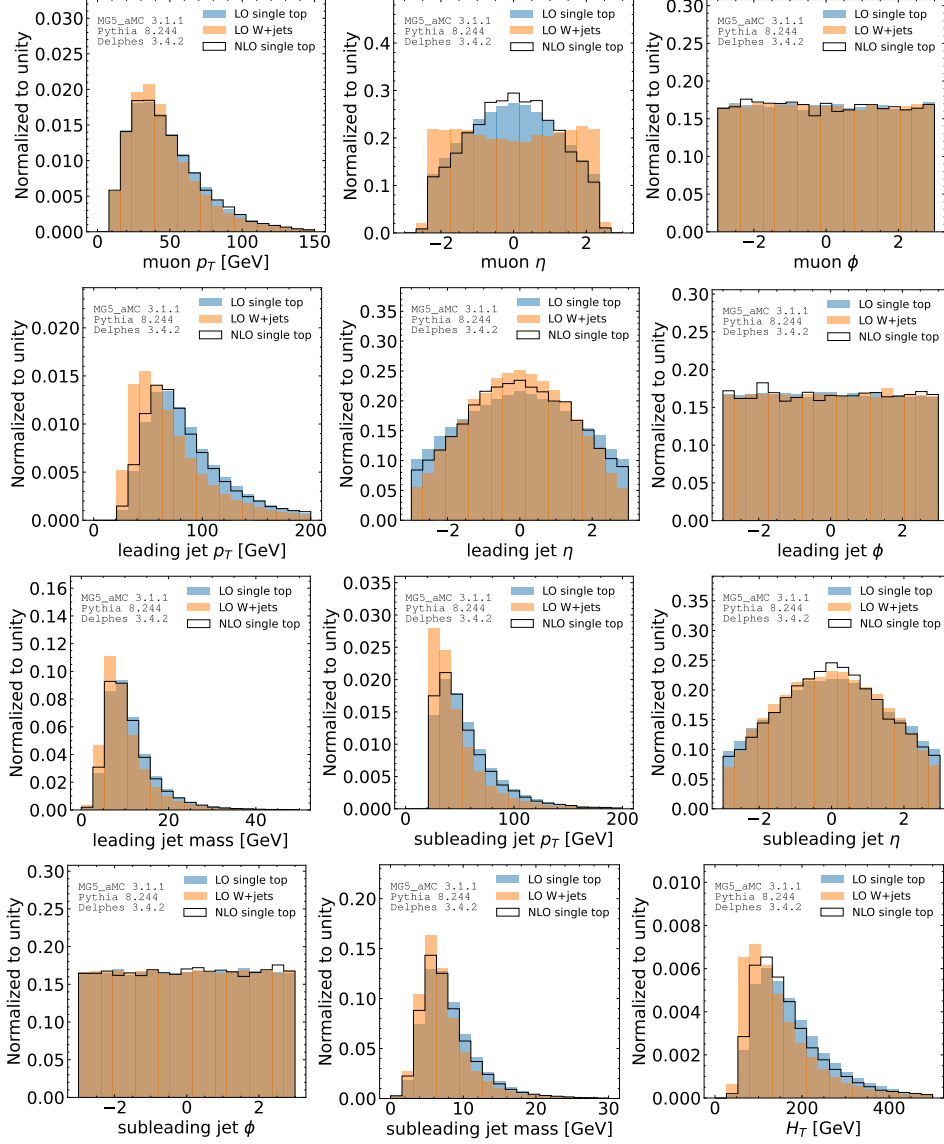 MG5_aMC 3.1.1
Pythia 8.244
Delphes 3.4.2
LO single top
LO W+jets
NLO single top
Normalized to unity
0.030
0.025
0.020
0.015
0.010
0.005
0.000
0 50 100 150
muon p_T [GeV]
MG5_aMC 3.1.1
Pythia 8.244
Delphes 3.4.2
LO single top
LO W+jets
NLO single top
Normalized to unity
0.4
0.3
0.2
0.1
0.0
−2 0 2
muon η
MG5_aMC 3.1.1
Pythia 8.244
Delphes 3.4.2
LO single top
LO W+jets
NLO single top
Normalized to unity
0.30
0.25
0.20
0.15
0.10
0.05
0.00
−2 0 2
muon ϕ
MG5_aMC 3.1.1
Pythia 8.244
Delphes 3.4.2
LO single top
LO W+jets
NLO single top
Normalized to unity
0.020
0.015
0.010
0.005
0.000
0 100 200
leading jet p_T [GeV]
MG5_aMC 3.1.1
Pythia 8.244
Delphes 3.4.2
LO single top
LO W+jets
NLO single top
Normalized to unity
0.40
0.35
0.30
0.25
0.20
0.15
0.10
0.05
0.00
−2 0 2
leading jet η
MG5_aMC 3.1.1
Pythia 8.244
Delphes 3.4.2
LO single top
LO W+jets
NLO single top
Normalized to unity
0.30
0.25
0.20
0.15
0.10
0.05
0.00
−2 0 2
leading jet ϕ
MG5_aMC 3.1.1
Pythia 8.244
Delphes 3.4.2
LO single top
LO W+jets
NLO single top
Normalized to unity
0.16
0.14
0.12
0.10
0.08
0.06
0.04
0.02
0.00
0 20 40
leading jet mass [GeV]
MG5_aMC 3.1.1
Pythia 8.244
Delphes 3.4.2
LO single top
LO W+jets
NLO single top
Normalized to unity
0.035
0.030
0.025
0.020
0.015
0.010
0.005
0.000
0 100 200
subleading jet p_T [GeV]
MG5_aMC 3.1.1
Pythia 8.244
Delphes 3.4.2
LO single top
LO W+jets
NLO single top
Normalized to unity
0.35
0.30
0.25
0.20
0.15
0.10
0.05
0.00
−2 0 2
subleading jet η
MG5_aMC 3.1.1
Pythia 8.244
Delphes 3.4.2
LO single top
LO W+jets
NLO single top
Normalized to unity
0.30
0.25
0.20
0.15
0.10
0.05
0.00
−2 0 2
subleading jet ϕ
MG5_aMC 3.1.1
Pythia 8.244
Delphes 3.4.2
LO single top
LO W+jets
NLO single top
Normalized to unity
0.20
0.15
0.10
0.05
0.00
0 10 20 30
subleading jet mass [GeV]
MG5_aMC 3.1.1
Pythia 8.244
Delphes 3.4.2
LO single top
LO W+jets
NLO single top
Normalized to unity
0.010
0.008
0.006
0.004
0.002
0.000
0 200 400
H_T [GeV]